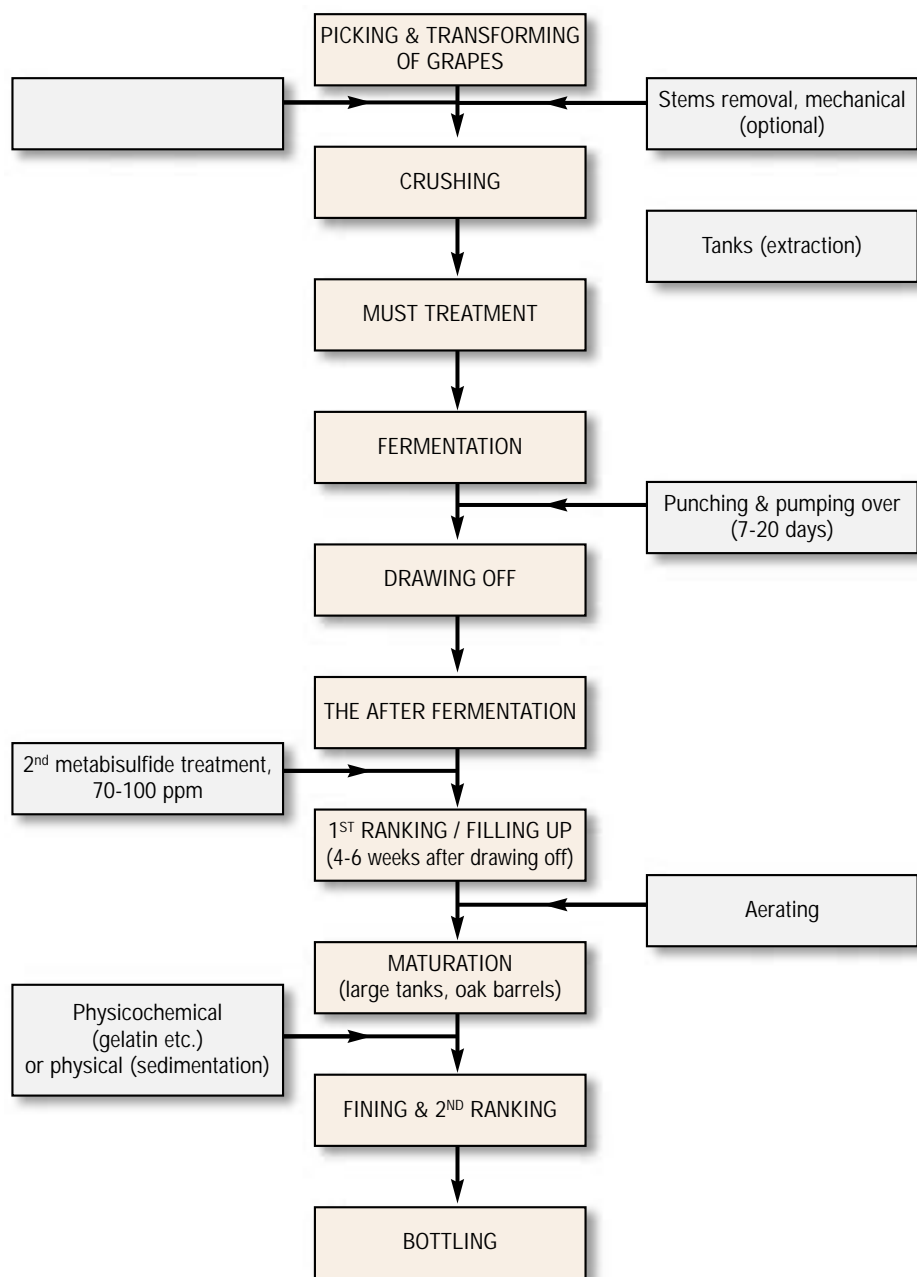 PICKING & TRANSFORMING
OF GRAPES
Stems removal, mechanical
(optional)
CRUSHING
Tanks (extraction)
MUST TREATMENT
FERMENTATION
Punching & pumping over
(7-20 days)
DRAWING OFF
THE AFTER FERMENTATION
2nd metabisulfide treatment,
70-100 ppm
1ST RANKING / FILLING UP
(4-6 weeks after drawing off)
Aerating
MATURATION
(large tanks, oak barrels)
Physicochemical
(gelatin etc.)
or physical (sedimentation)
FINING & 2ND RANKING
BOTTLING